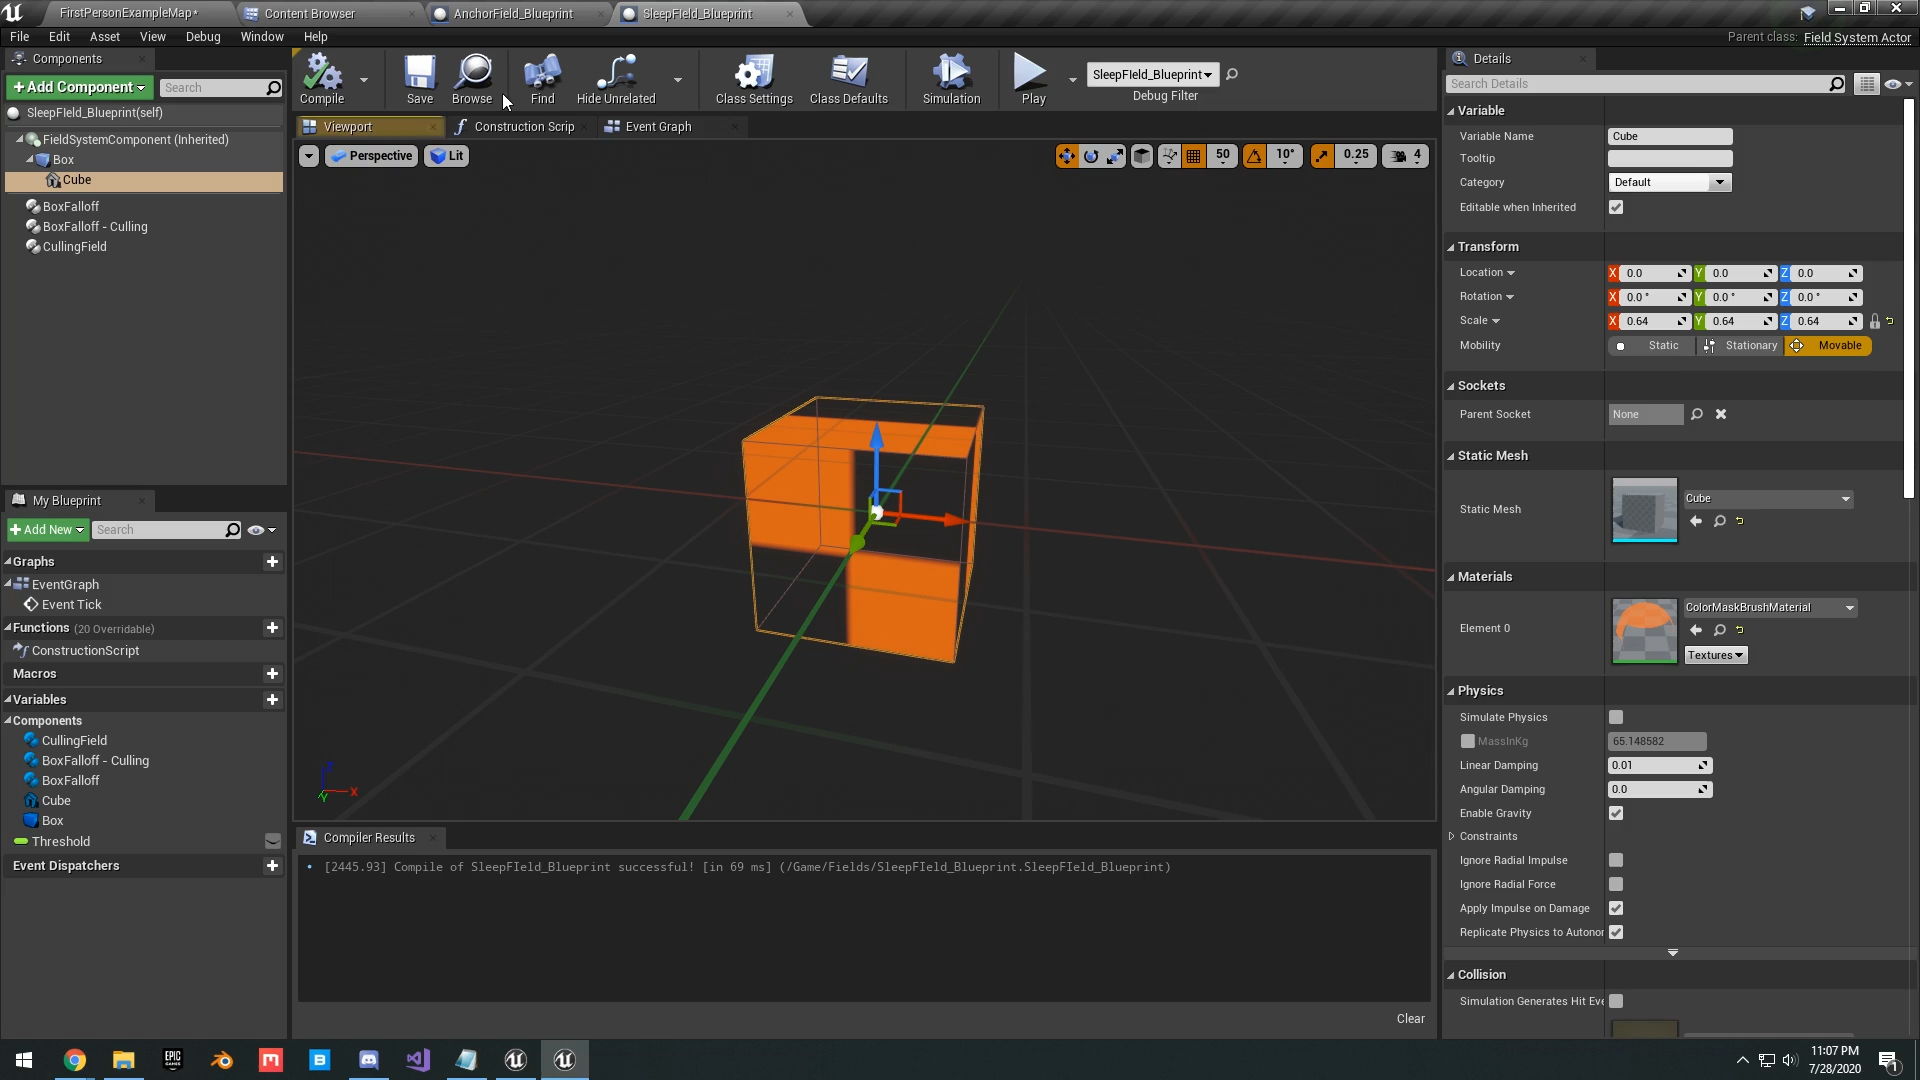 FirstPersonExampleMap*
Content Browser
AnchorField_Blueprint
SleepFIeld_Blueprint
File Edit Asset View Debug Window Help
Parent class: Field System Actor
Components
+ Add Component
Search
SleepFIeld_Blueprint(self)
FieldSystemComponent (Inherited)
Box
Cube
BoxFalloff
BoxFalloff - Culling
CullingField
Compile
Save
Browse
Find
Hide Unrelated
Class Settings
Class Defaults
Simulation
Play
SleepFIeld_Blueprint
Debug Filter
Viewport
Construction Scrip
Event Graph
Perspective
Lit
50
10°
0.25
4
My Blueprint
+ Add New
Search
Graphs
EventGraph
Event Tick
Functions (20 Overridable)
ConstructionScript
Macros
Variables
Components
CullingField
BoxFalloff - Culling
BoxFalloff
Cube
Box
Threshold
Event Dispatchers
Z
X
Y
Compiler Results
[2445.93] Compile of SleepFIeld_Blueprint successful! [in 69 ms] (/Game/Fields/SleepFIeld_Blueprint.SleepFIeld_Blueprint)
Clear
Details
Search Details
Variable
Variable Name Cube
Tooltip
Category Default
Editable when Inherited
Transform
Location X 0.0 Y 0.0 Z 0.0
Rotation X 0.0° Y 0.0° Z 0.0°
Scale X 0.64 Y 0.64 Z 0.64
Mobility Static Stationary Movable
Sockets
Parent Socket None
Static Mesh
Static Mesh Cube
Materials
Element 0 ColorMaskBrushMaterial
Textures
Physics
Simulate Physics
MassInKg 65.148582
Linear Damping 0.01
Angular Damping 0.0
Enable Gravity
Constraints
Ignore Radial Impulse
Ignore Radial Force
Apply Impulse on Damage
Replicate Physics to Autonor
Collision
Simulation Generates Hit Eve
EPIC GAMES
11:07 PM
7/28/2020
1